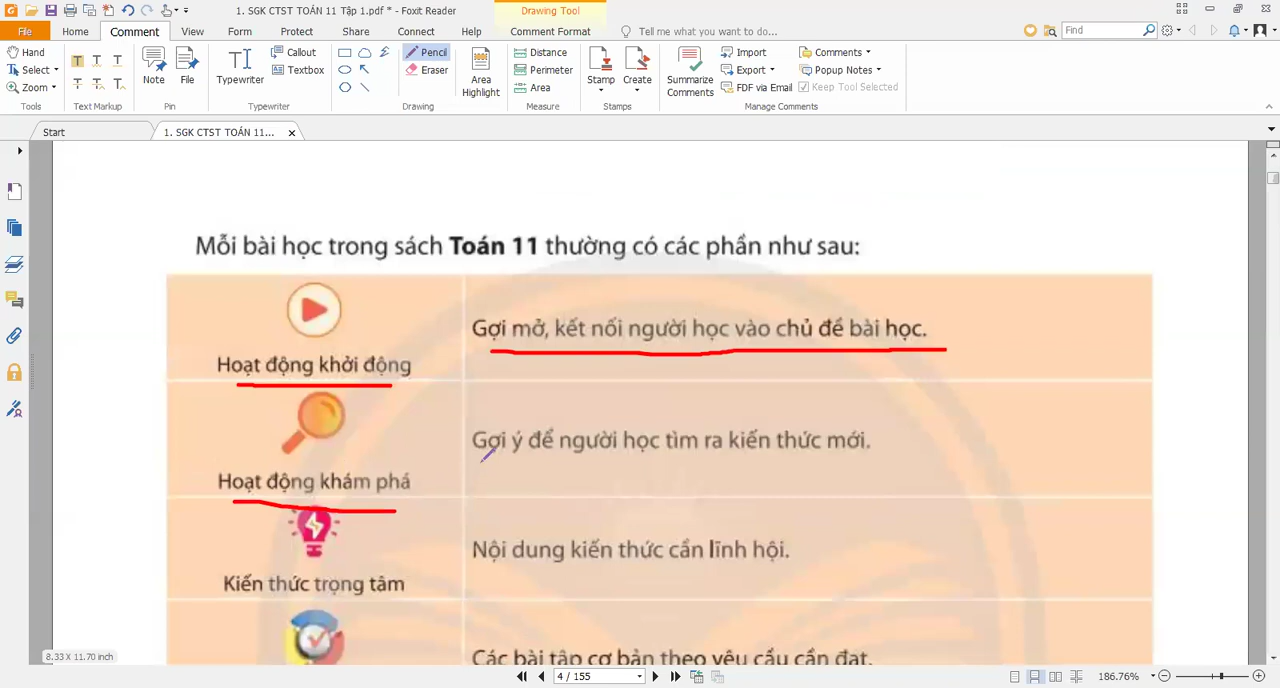 1. SGK CTST TOÁN 11 Tập 1.pdf * - Foxit Reader
Drawing Tool
File Home Comment View Form Protect Share Connect Help Comment Format Tell me what you want to do... Find
Hand
Select
Zoom
Tools
Text Markup
Note
File
Pin
Typewriter
Callout
Textbox
Typewriter
Pencil
Eraser
Drawing
Area Highlight
Distance
Perimeter
Area
Measure
Stamp
Create
Stamps
Summarize Comments
Import
Export
FDF via Email
Comments
Popup Notes
Keep Tool Selected
Manage Comments
Start
1. SGK CTST TOÁN 11...
Mỗi bài học trong sách Toán 11 thường có các phần như sau:
Hoạt động khởi động
Gợi mở, kết nối người học vào chủ đề bài học.
Hoạt động khám phá
Gợi ý để người học tìm ra kiến thức mới.
Kiến thức trọng tâm
Nội dung kiến thức cần lĩnh hội.
Các bài tập cơ bản theo yêu cầu cần đạt.
8.33 X 11.70 inch
4 / 155
186.76%